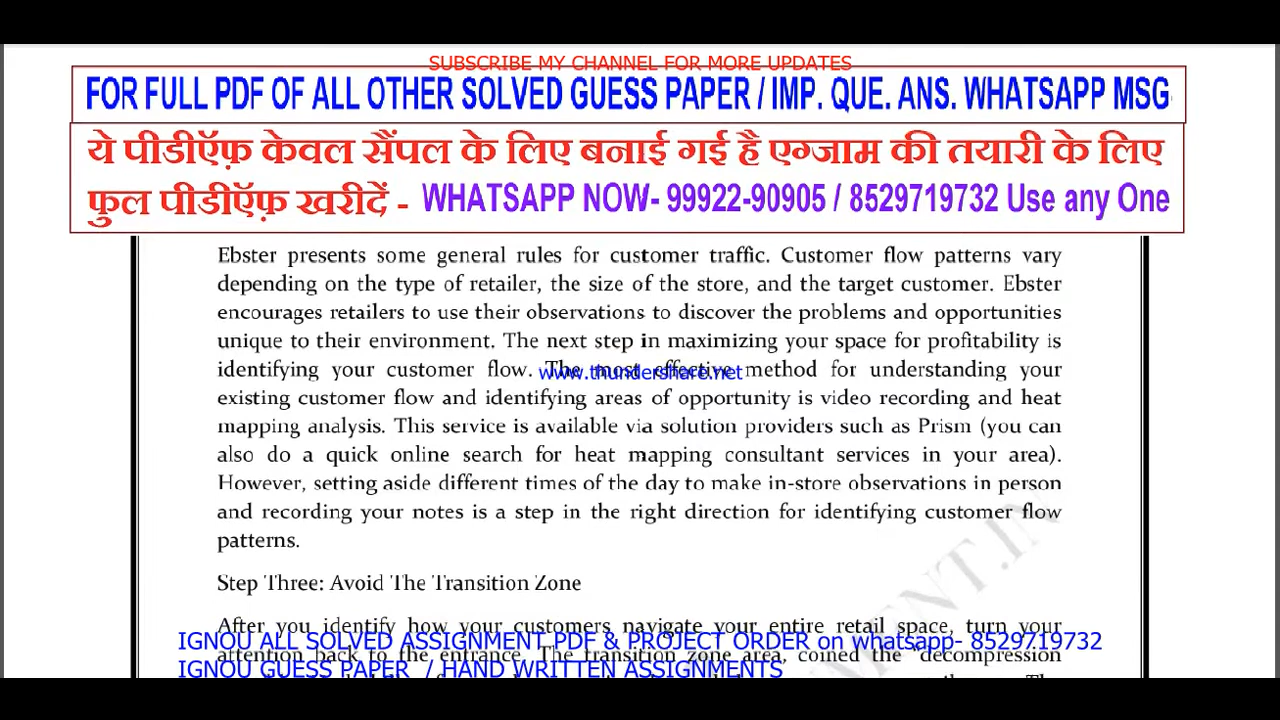 SUBSCRIBE MY CHANNEL FOR MORE UPDATES
FOR FULL PDF OF ALL OTHER SOLVED GUESS PAPER / IMP. QUE. ANS. WHATSAPP MSG
ये पीडीऍफ़ केवल सैंपल के लिए बनाई गई है एग्जाम की तयारी के लिए
फुल पीडीऍफ़ खरीदें - WHATSAPP NOW- 99922-90905 / 8529719732 Use any One
Ebster presents some general rules for customer traffic. Customer flow patterns vary
depending on the type of retailer, the size of the store, and the target customer. Ebster
encourages retailers to use their observations to discover the problems and opportunities
unique to their environment. The next step in maximizing your space for profitability is
identifying your customer flow. The most effective method for understanding your
www.thundershare.net
existing customer flow and identifying areas of opportunity is video recording and heat
mapping analysis. This service is available via solution providers such as Prism (you can
also do a quick online search for heat mapping consultant services in your area).
However, setting aside different times of the day to make in-store observations in person
and recording your notes is a step in the right direction for identifying customer flow
patterns.
Step Three: Avoid The Transition Zone
After you identify how your customers navigate your entire retail space, turn your
IGNOU ALL SOLVED ASSIGNMENT PDF & PROJECT ORDER on whatsapp- 8529719732
attention back to the entrance. The transition zone area, coined the "decompression
IGNOU GUESS PAPER / HAND WRITTEN ASSIGNMENTS